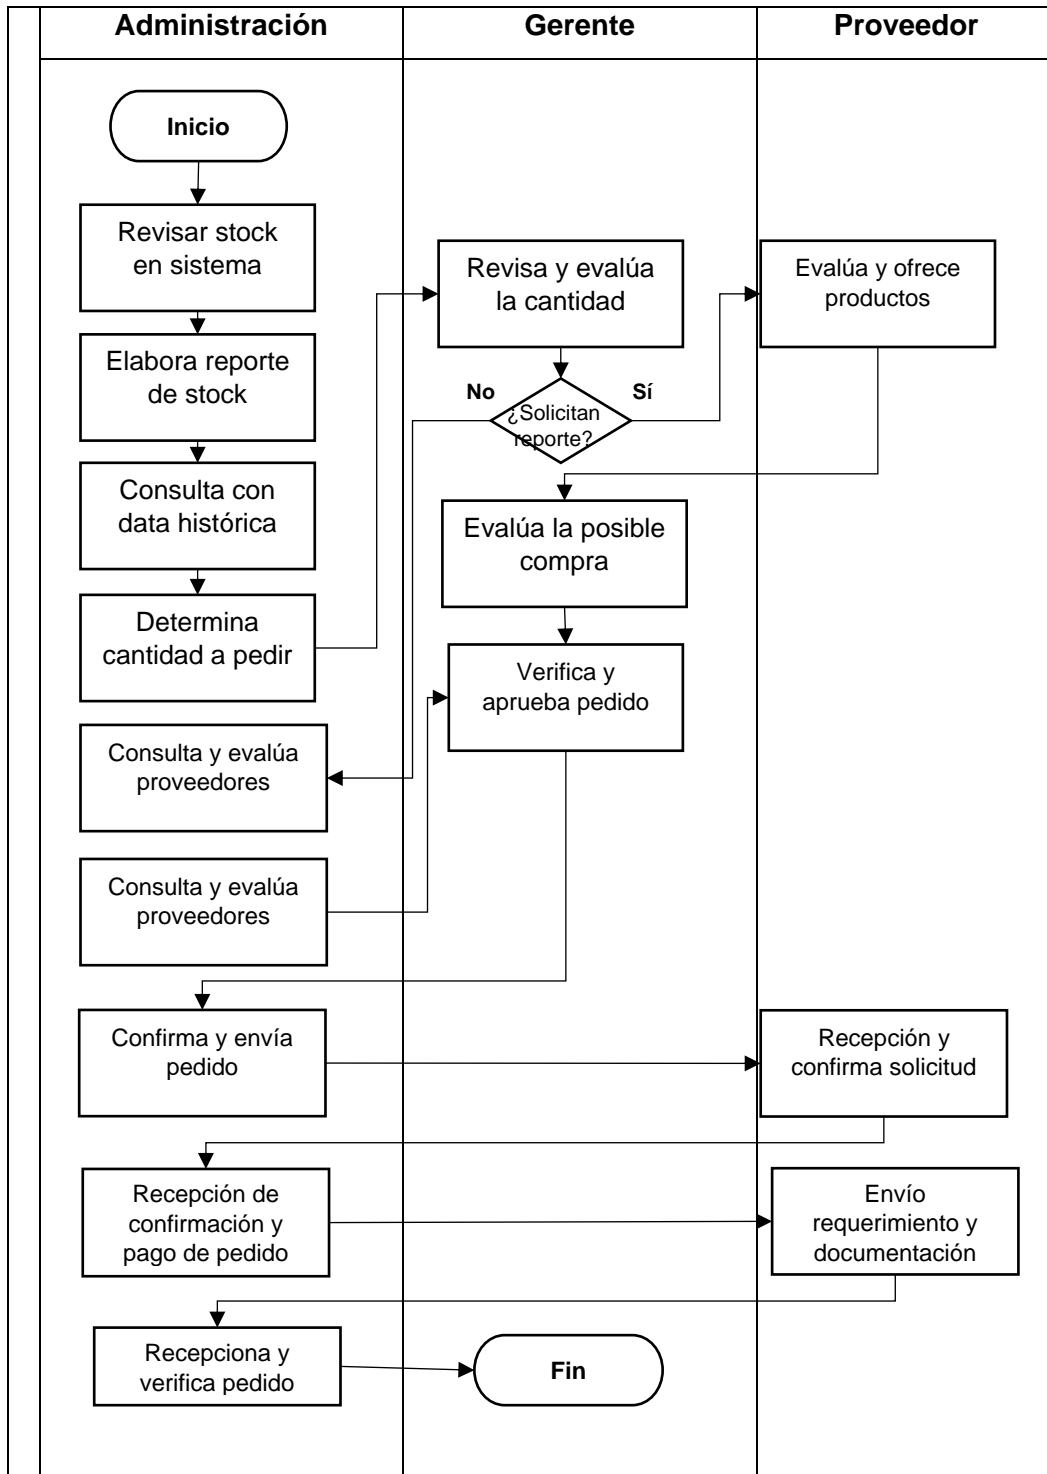 Administración
Gerente
Proveedor
Inicio
Revisar stock
en sistema
Revisa y evalúa
la cantidad
Evalúa y ofrece
productos
Elabora reporte
de stock
No
Sí
¿Solicitan
reporte?
Consulta con
data histórica
Evalúa la posible
compra
Determina
cantidad a pedir
Verifica y
aprueba pedido
Consulta y evalúa
proveedores
Consulta y evalúa
proveedores
Confirma y envía
pedido
Recepción y
confirma solicitud
Recepción de
confirmación y
pago de pedido
Envío
requerimiento y
documentación
Recepciona y
verifica pedido
Fin